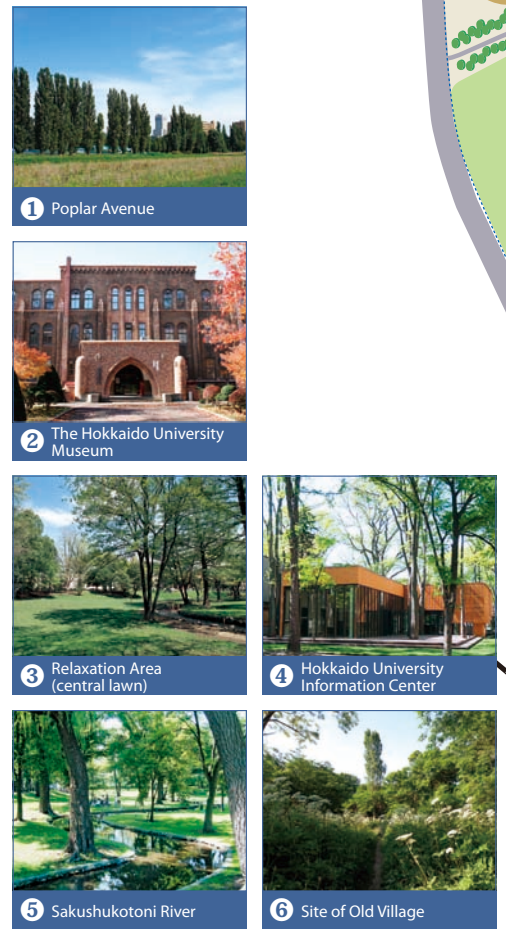 1 Poplar Avenue
2 The Hokkaido University
Museum
3 Relaxation Area
(central lawn)
4 Hokkaido University
Information Center
5 Sakushukotoni River
6 Site of Old Village